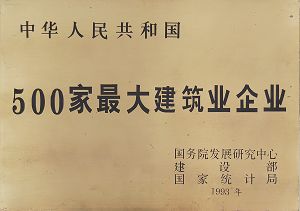 中华人民共和国
500家最大建筑业企业
国务院发展研究中心
建设部
国家统计局
1993年